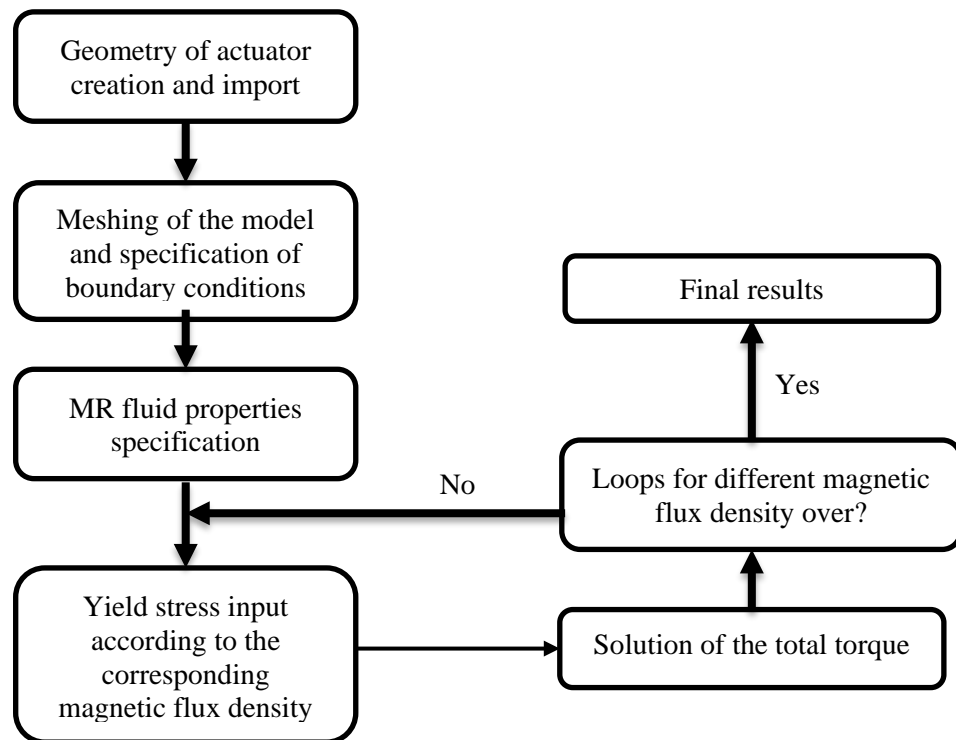 Geometry of actuator
creation and import
Meshing of the model
and specification of
boundary conditions
MR fluid properties
specification
Yield stress input
according to the
corresponding
magnetic flux density
Solution of the total torque
Loops for different magnetic
flux density over?
No
Yes
Final results